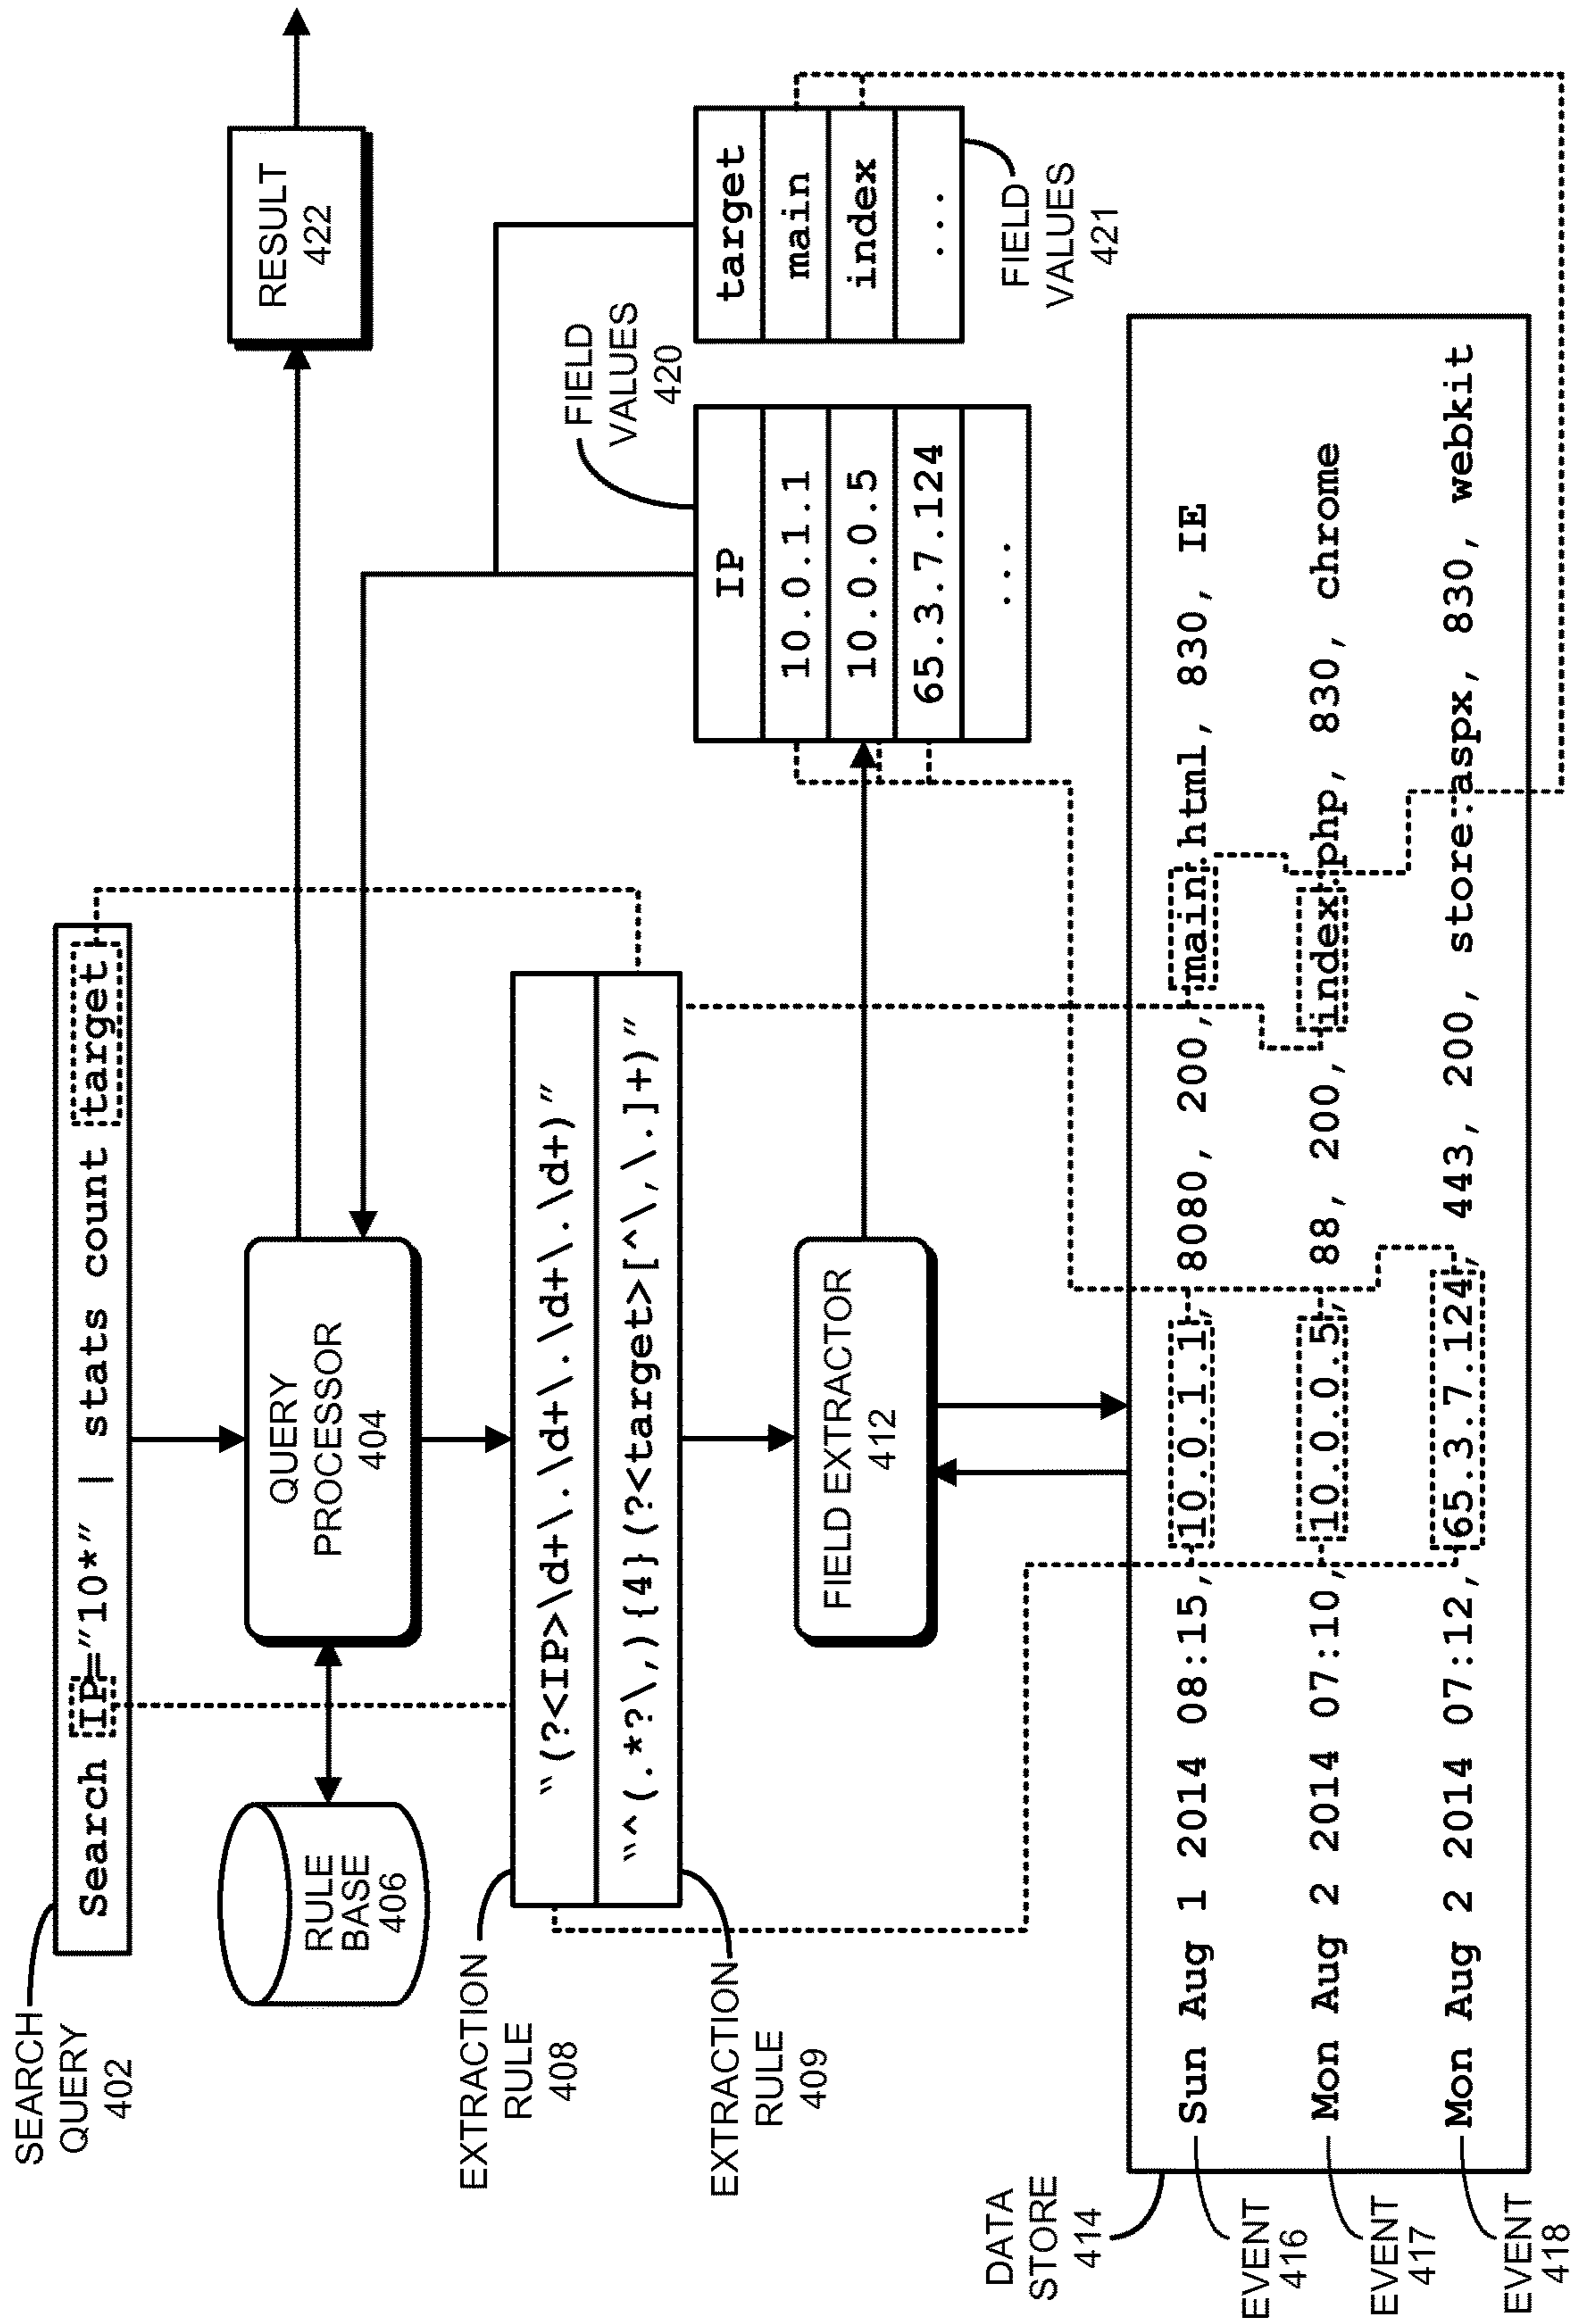 SEARCH
QUERY
402
Search IP="10*" | stats count target
RULE
BASE
406
QUERY
PROCESSOR
404
RESULT
422
EXTRACTION
RULE
408
"(?<IP>\d+\.\d+\.\d+\.\d+)"
"^(.*?\,){4}(?<target>[^\,\.]+)"
EXTRACTION
RULE
409
FIELD EXTRACTOR
412
FIELD
VALUES
420
IP
10.0.1.1
10.0.0.5
65.3.7.124
...
target
main
index
...
FIELD
VALUES
421
DATA
STORE
414
EVENT
416
Sun Aug 1 2014 08:15, 10.0.1.1, 8080, 200, main.html, 830, IE
EVENT
417
Mon Aug 2 2014 07:10, 10.0.0.5, 88, 200, index.php, 830, chrome
EVENT
418
Mon Aug 2 2014 07:12, 65.3.7.124, 443, 200, store.aspx, 830, webkit